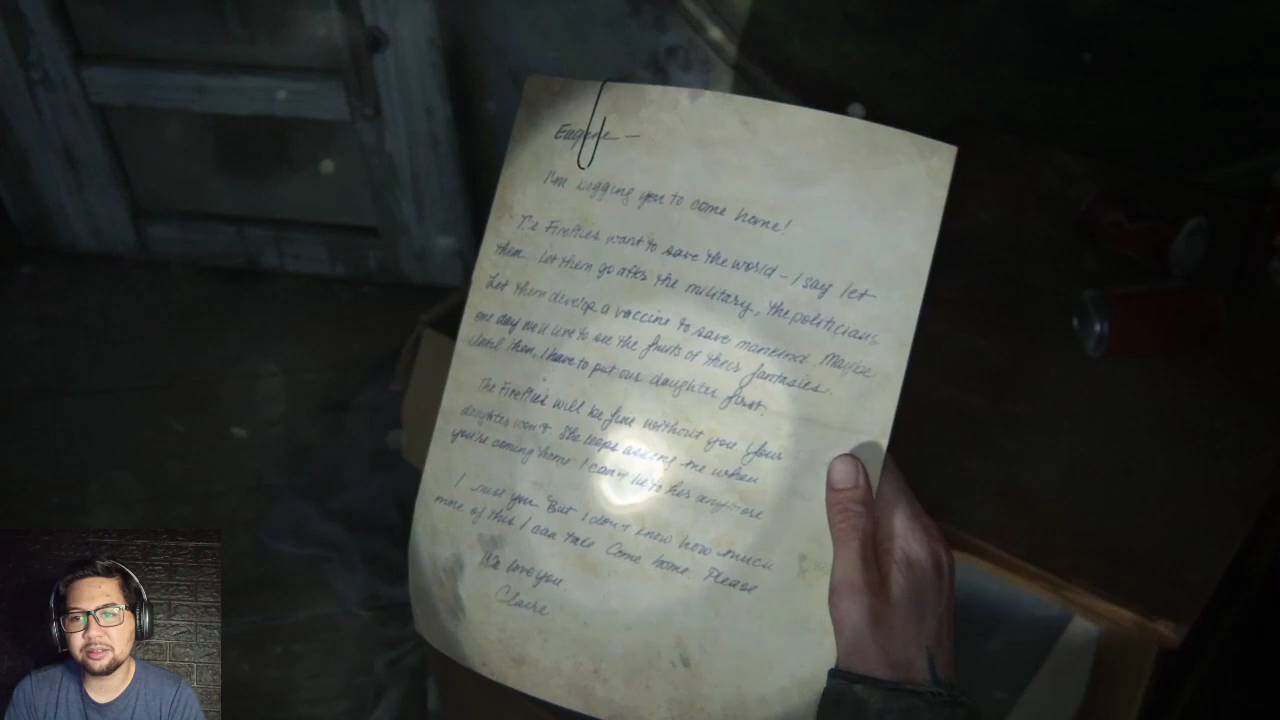 Eugene —
I'm begging you to come home!
The Fireflies want to save the world - I say let
them. Let them go after the military, the politicians.
Let them develop a vaccine to save mankind. Maybe
one day we'll live to see the fruits of their fantasies.
Until then, I have to put our daughter first.
The Fireflies will be fine without you. Your
daughter won't. She keeps asking me when
you're coming home. I can't lie to her anymore
I miss you. But I don't know how much
more of this I can take. Come home. Please
We love you
Claire